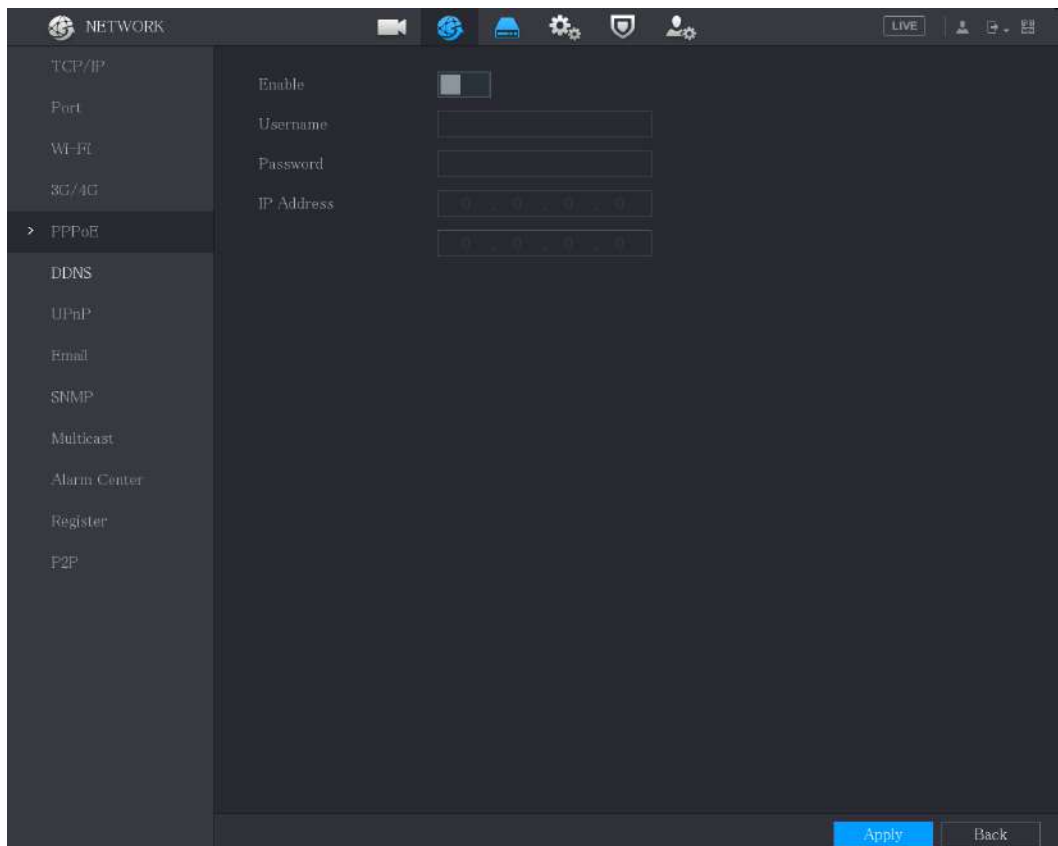 NETWORK
LIVE
TCP/IP
Port
Wi-Fi
3G/4G
> PPPoE
DDNS
UPnP
Email
SNMP
Multicast
Alarm Center
Register
P2P
Enable
Username
Password
IP Address
0 . 0 . 0 . 0
0 . 0 . 0 . 0
Apply
Back